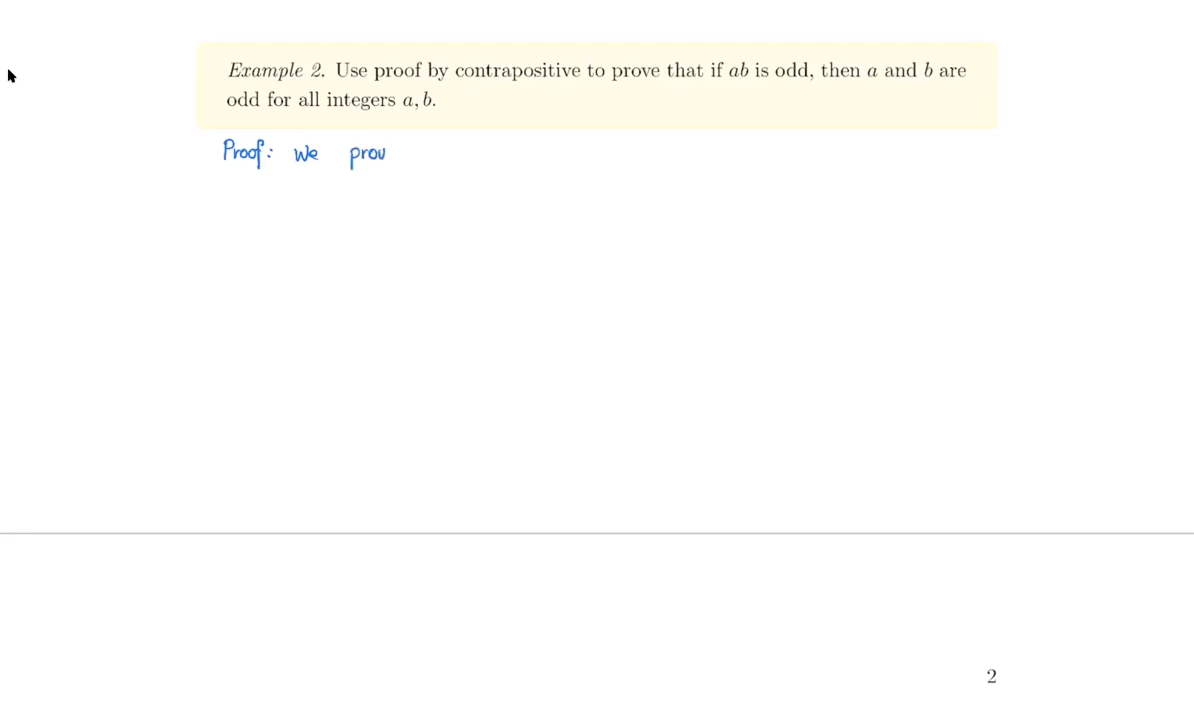 Example 2. Use proof by contrapositive to prove that if ab is odd, then a and b are
odd for all integers a, b.
Proof: We prov
2